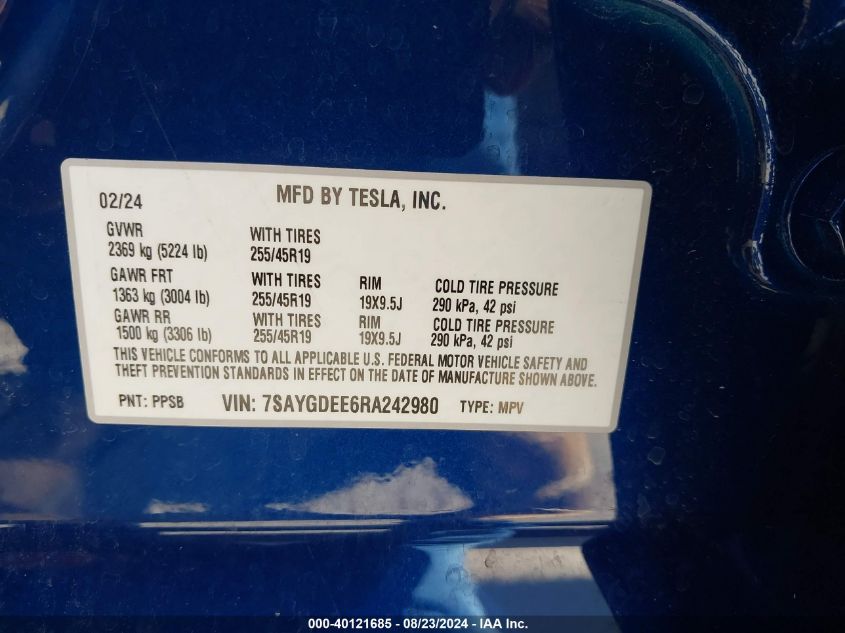 02/24 MFD BY TESLA, INC.
GVWR WITH TIRES
2369 kg (5224 lb) 255/45R19
GAWR FRT WITH TIRES RIM COLD TIRE PRESSURE
1363 kg (3004 lb) 255/45R19 19X9.5J 290 kPa, 42 psi
GAWR RR WITH TIRES RIM COLD TIRE PRESSURE
1500 kg (3306 lb) 255/45R19 19X9.5J 290 kPa, 42 psi
THIS VEHICLE CONFORMS TO ALL APPLICABLE U.S. FEDERAL MOTOR VEHICLE SAFETY AND
THEFT PREVENTION STANDARDS IN EFFECT ON THE DATE OF MANUFACTURE SHOWN ABOVE.
PNT: PPSB VIN: 7SAYGDEE6RA242980 TYPE: MPV
000-40121685 - 08/23/2024 - IAA Inc.